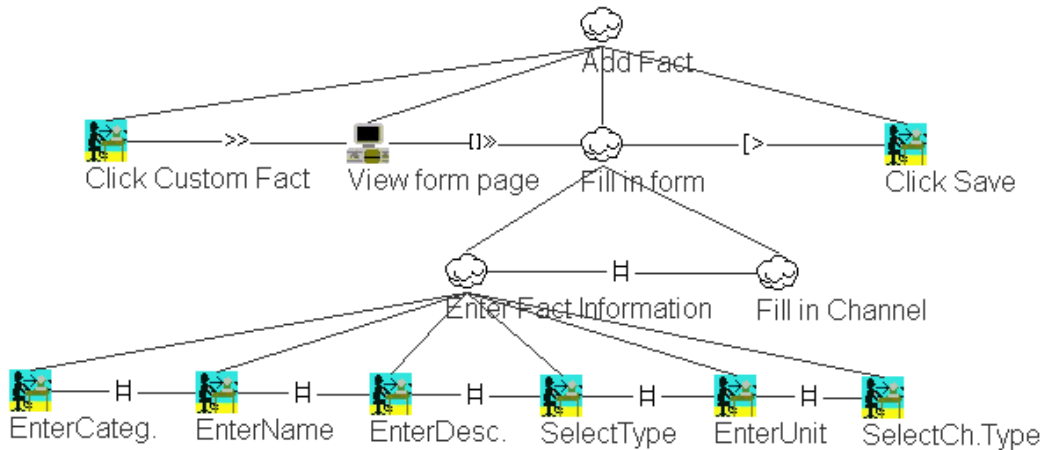 Add Fact
>> []» [>
Click Custom Fact View form page Fill in form Click Save
H
Enter Fact Information Fill in Channel
H H H H H
EnterCateg. EnterName EnterDesc. SelectType EnterUnit SelectCh.Type